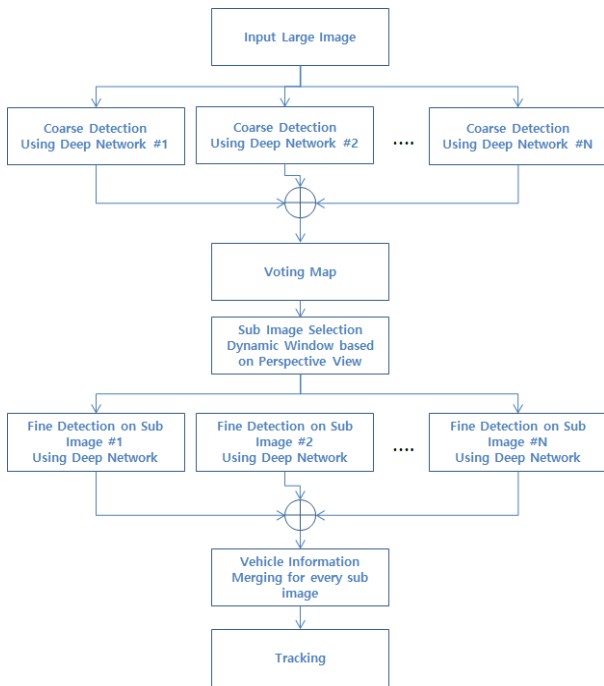 Input Large Image
Coarse Detection
Using Deep Network #1
Coarse Detection
Using Deep Network #2
....
Coarse Detection
Using Deep Network #N
Voting Map
Sub Image Selection
Dynamic Window based
on Perspective View
Fine Detection on Sub
Image #1
Using Deep Network
Fine Detection on Sub
Image #2
Using Deep Network
....
Fine Detection on Sub
Image #N
Using Deep Network
Vehicle Information
Merging for every sub
image
Tracking